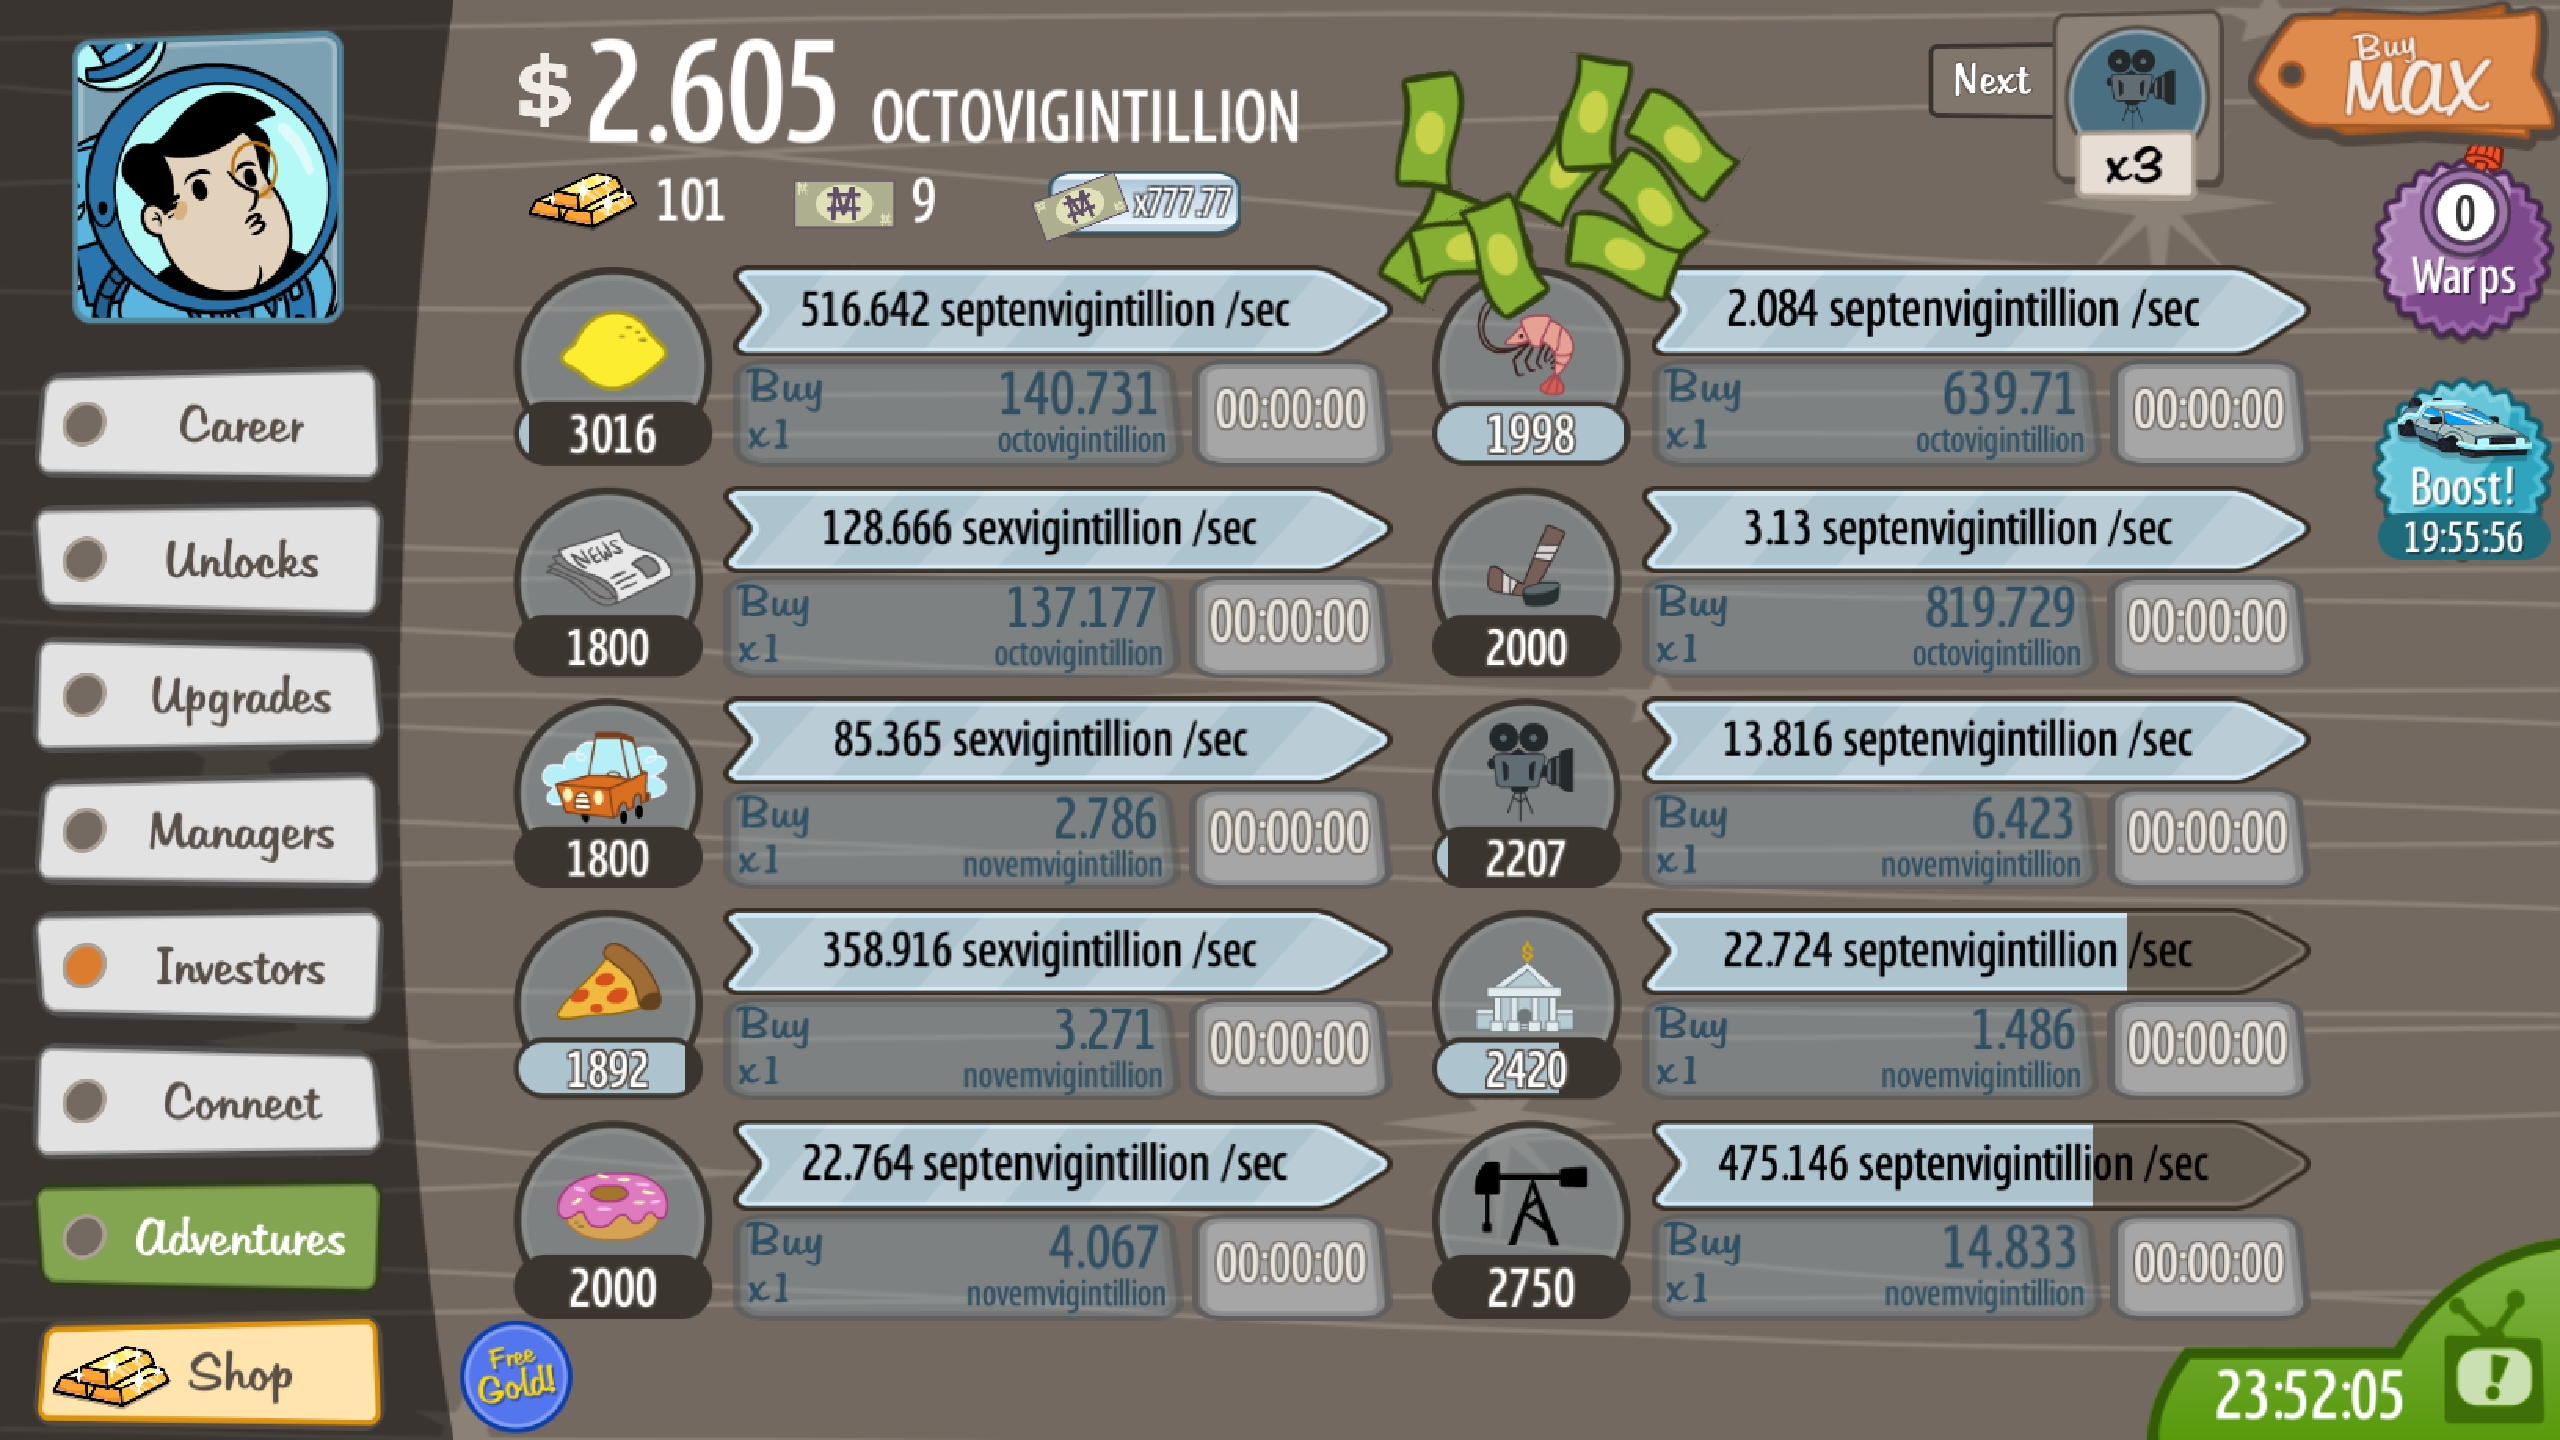 $2.605 OCTOVIGINTILLION
101 9 x777.77
Next
x3
Buy
MAX
0
Warps
Boost!
19:55:56
Career
Unlocks
Upgrades
Managers
Investors
Connect
Adventures
Shop
516.642 septenvigintillion /sec
3016
Buy x1
140.731 octovigintillion
00:00:00
2.084 septenvigintillion /sec
1998
Buy x1
639.71 octovigintillion
00:00:00
NEWS
128.666 sexvigintillion /sec
1800
Buy x1
137.177 octovigintillion
00:00:00
3.13 septenvigintillion /sec
2000
Buy x1
819.729 octovigintillion
00:00:00
85.365 sexvigintillion /sec
1800
Buy x1
2.786 novemvigintillion
00:00:00
13.816 septenvigintillion /sec
2207
Buy x1
6.423 novemvigintillion
00:00:00
358.916 sexvigintillion /sec
1892
Buy x1
3.271 novemvigintillion
00:00:00
22.724 septenvigintillion /sec
2420
Buy x1
1.486 novemvigintillion
00:00:00
22.764 septenvigintillion /sec
2000
Buy x1
4.067 novemvigintillion
00:00:00
475.146 septenvigintillion /sec
2750
Buy x1
14.833 novemvigintillion
00:00:00
Free
Gold!
23:52:05